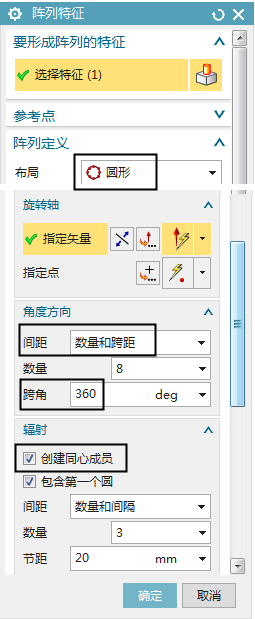 阵列特征
要形成阵列的特征
选择特征 (1)
参考点
阵列定义
布局 圆形
旋转轴
指定矢量
指定点
角度方向
间距 数量和跨距
数量 8
跨角 360 deg
辐射
创建同心成员
包含第一个圆
间距 数量和间隔
数量 3
节距 20 mm
确定 取消